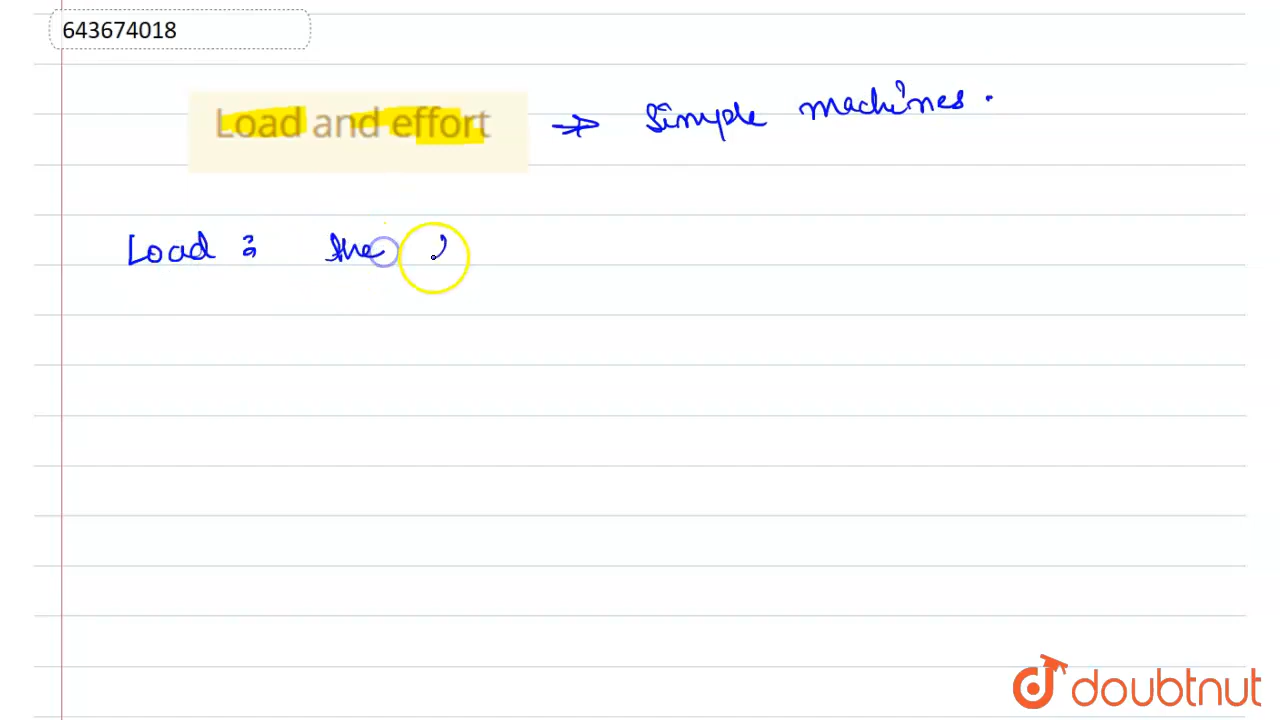 643674018
Load and effort → Simple machines.
Load : the
doubtnut